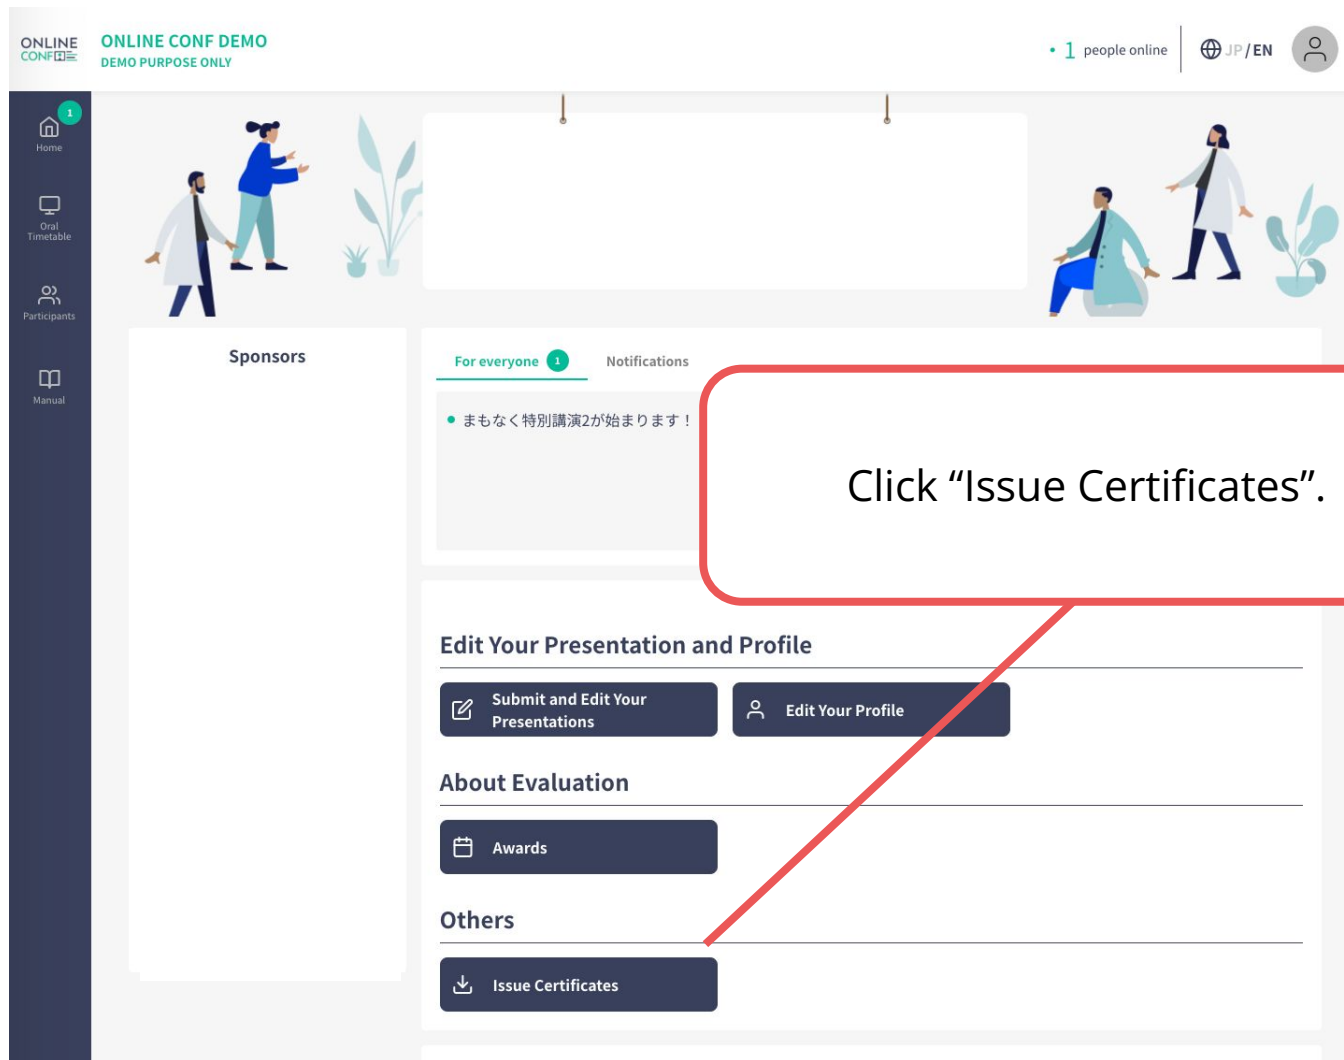 ONLINE
CONF
ONLINE CONF DEMO
DEMO PURPOSE ONLY
• 1 people online
JP/EN
1
Home
Oral
Timetable
Participants
Manual
Sponsors
For everyone 1
Notifications
• まもなく特別講演2が始まります！
Click “Issue Certificates”.
Edit Your Presentation and Profile
Submit and Edit Your
Presentations
Edit Your Profile
About Evaluation
Awards
Others
Issue Certificates